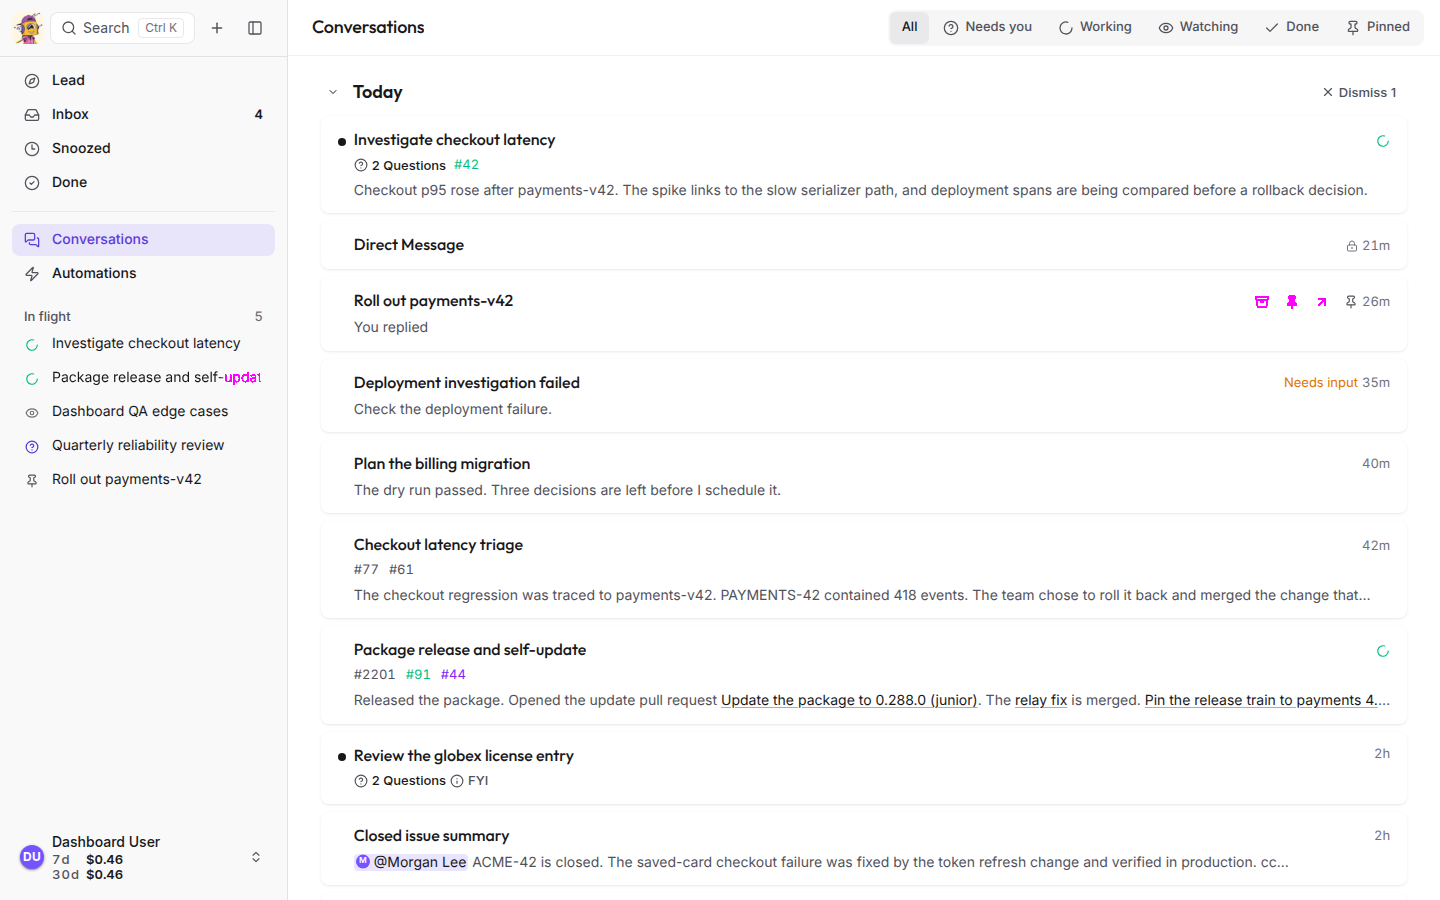 Search Ctrl K
Lead
Inbox 4
Snoozed
Done
Conversations
Automations
In flight 5
Investigate checkout latency
Package release and self-updat
Dashboard QA edge cases
Quarterly reliability review
Roll out payments-v42
DU Dashboard User
7d $0.46
30d $0.46
Conversations
All Needs you Working Watching Done Pinned
Today Dismiss 1
Investigate checkout latency
2 Questions #42
Checkout p95 rose after payments-v42. The spike links to the slow serializer path, and deployment spans are being compared before a rollback decision.
Direct Message 21m
Roll out payments-v42 26m
You replied
Deployment investigation failed Needs input 35m
Check the deployment failure.
Plan the billing migration 40m
The dry run passed. Three decisions are left before I schedule it.
Checkout latency triage 42m
#77 #61
The checkout regression was traced to payments-v42. PAYMENTS-42 contained 418 events. The team chose to roll it back and merged the change that...
Package release and self-update
#2201 #91 #44
Released the package. Opened the update pull request Update the package to 0.288.0 (junior). The relay fix is merged. Pin the release train to payments 4....
Review the globex license entry 2h
2 Questions FYI
Closed issue summary 2h
M @Morgan Lee ACME-42 is closed. The saved-card checkout failure was fixed by the token refresh change and verified in production. cc...